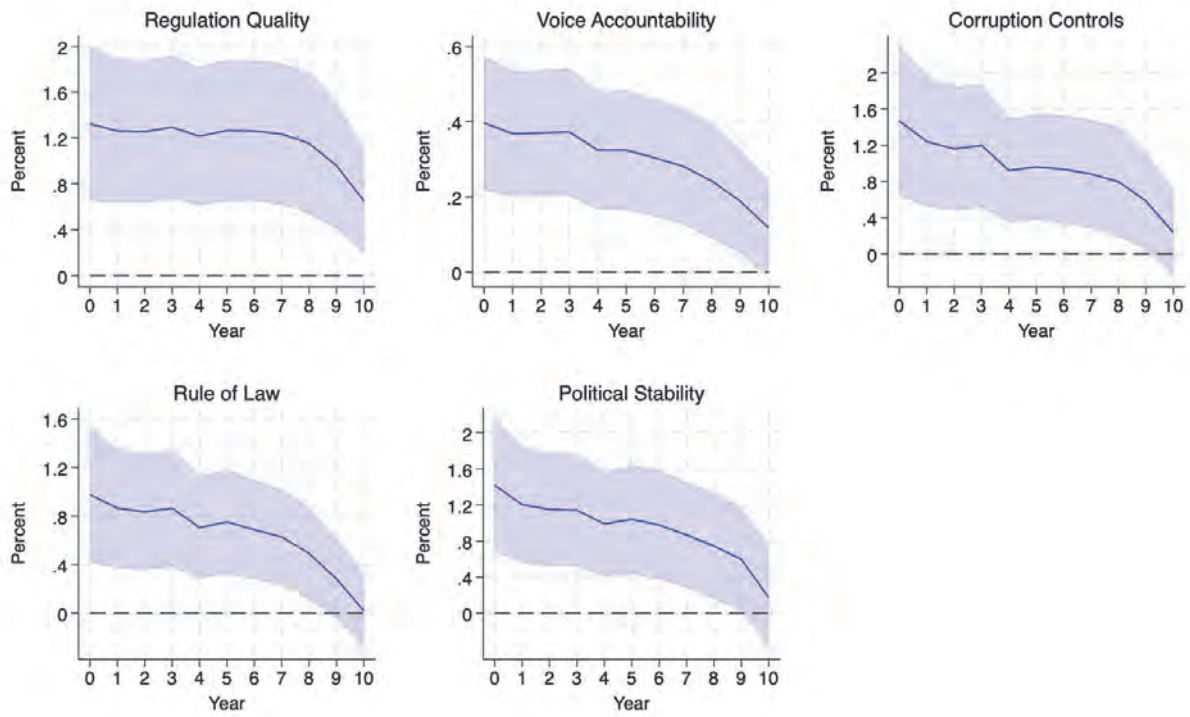 Regulation Quality
Percent
2
1.6
1.2
.8
.4
0
0 1 2 3 4 5 6 7 8 9 10
Year
Voice Accountability
Percent
.6
.4
.2
0
0 1 2 3 4 5 6 7 8 9 10
Year
Corruption Controls
Percent
2
1.6
1.2
.8
.4
0
0 1 2 3 4 5 6 7 8 9 10
Year
Rule of Law
Percent
1.6
1.2
.8
.4
0
0 1 2 3 4 5 6 7 8 9 10
Year
Political Stability
Percent
2
1.6
1.2
.8
.4
0
0 1 2 3 4 5 6 7 8 9 10
Year